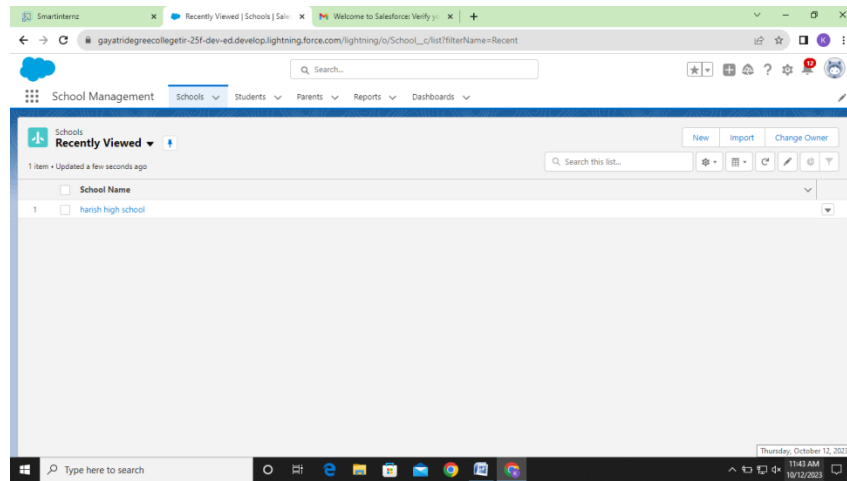 Smartinternz
Recently Viewed | Schools | Sale
Welcome to Salesforce: Verify yo
gayatridegreecollegetir-25f-dev-ed.develop.lightning.force.com/lightning/o/School__c/list?filterName=Recent
K
Search...
12
School Management Schools Students Parents Reports Dashboards
Schools
Recently Viewed
New Import Change Owner
1 item • Updated a few seconds ago
Search this list...
School Name
1 harish high school
Thursday, October 12, 2023
Type here to search
11:43 AM
10/12/2023